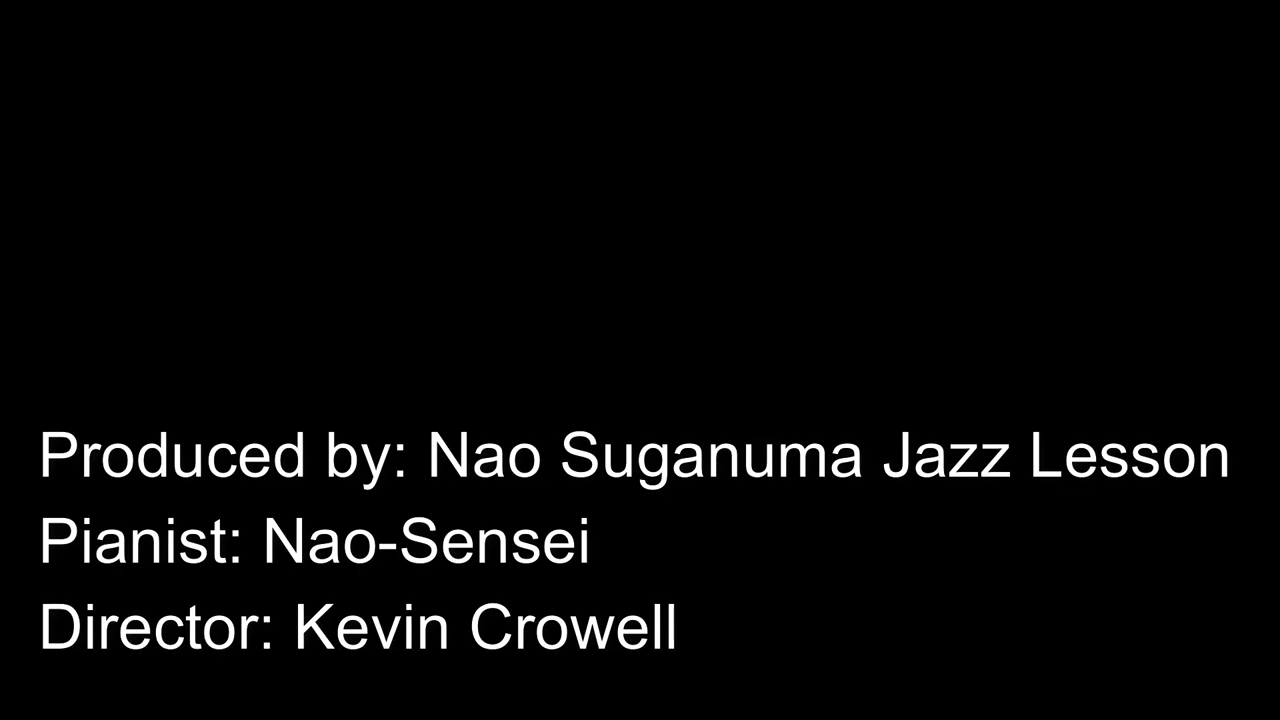 Produced by: Nao Suganuma Jazz Lesson
Pianist: Nao-Sensei
Director: Kevin Crowell